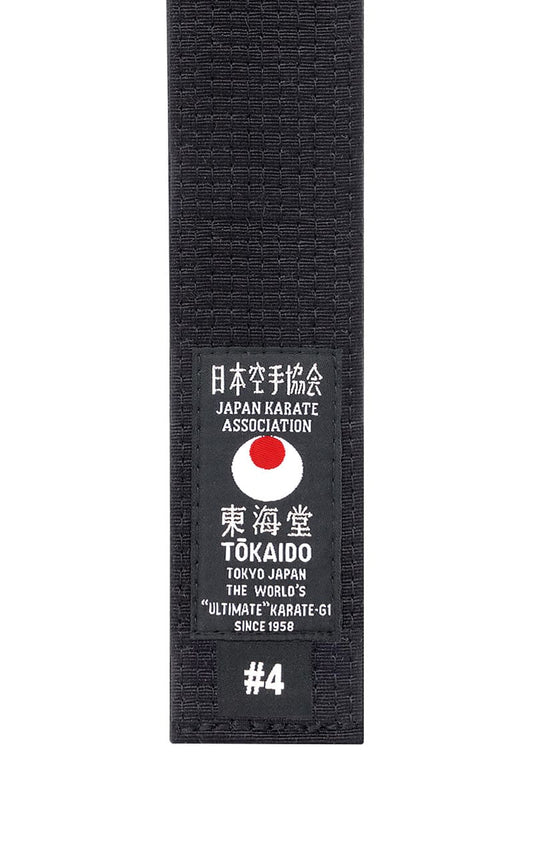 日本空手協会
JAPAN KARATE
ASSOCIATION
東海堂
TŌKAIDO
TOKYO JAPAN
THE WORLD'S
“ULTIMATE”KARATE-G1
SINCE 1958
#4